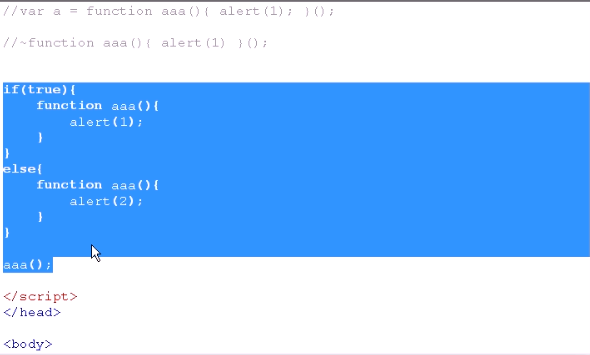 //var a = function aaa(){ alert(1); }();
//~function aaa(){ alert(1) }();
if(true){
    function aaa(){
        alert(1);
    }
}
else{
    function aaa(){
        alert(2);
    }
}
aaa();
</script>
</head>
<body>